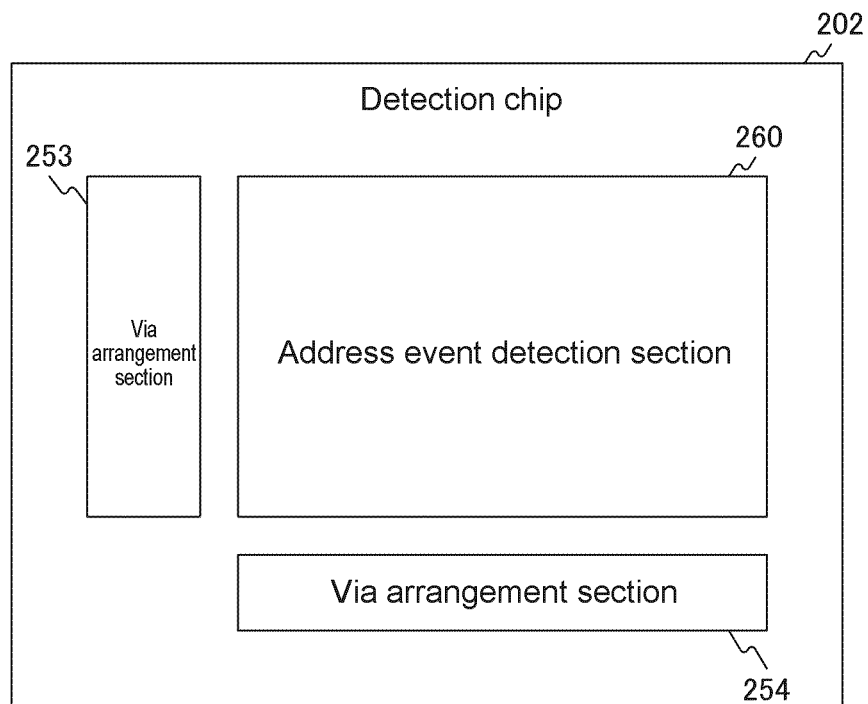 202
Detection chip
260
253
Via
arrangement
section
Address event detection section
Via arrangement section
254